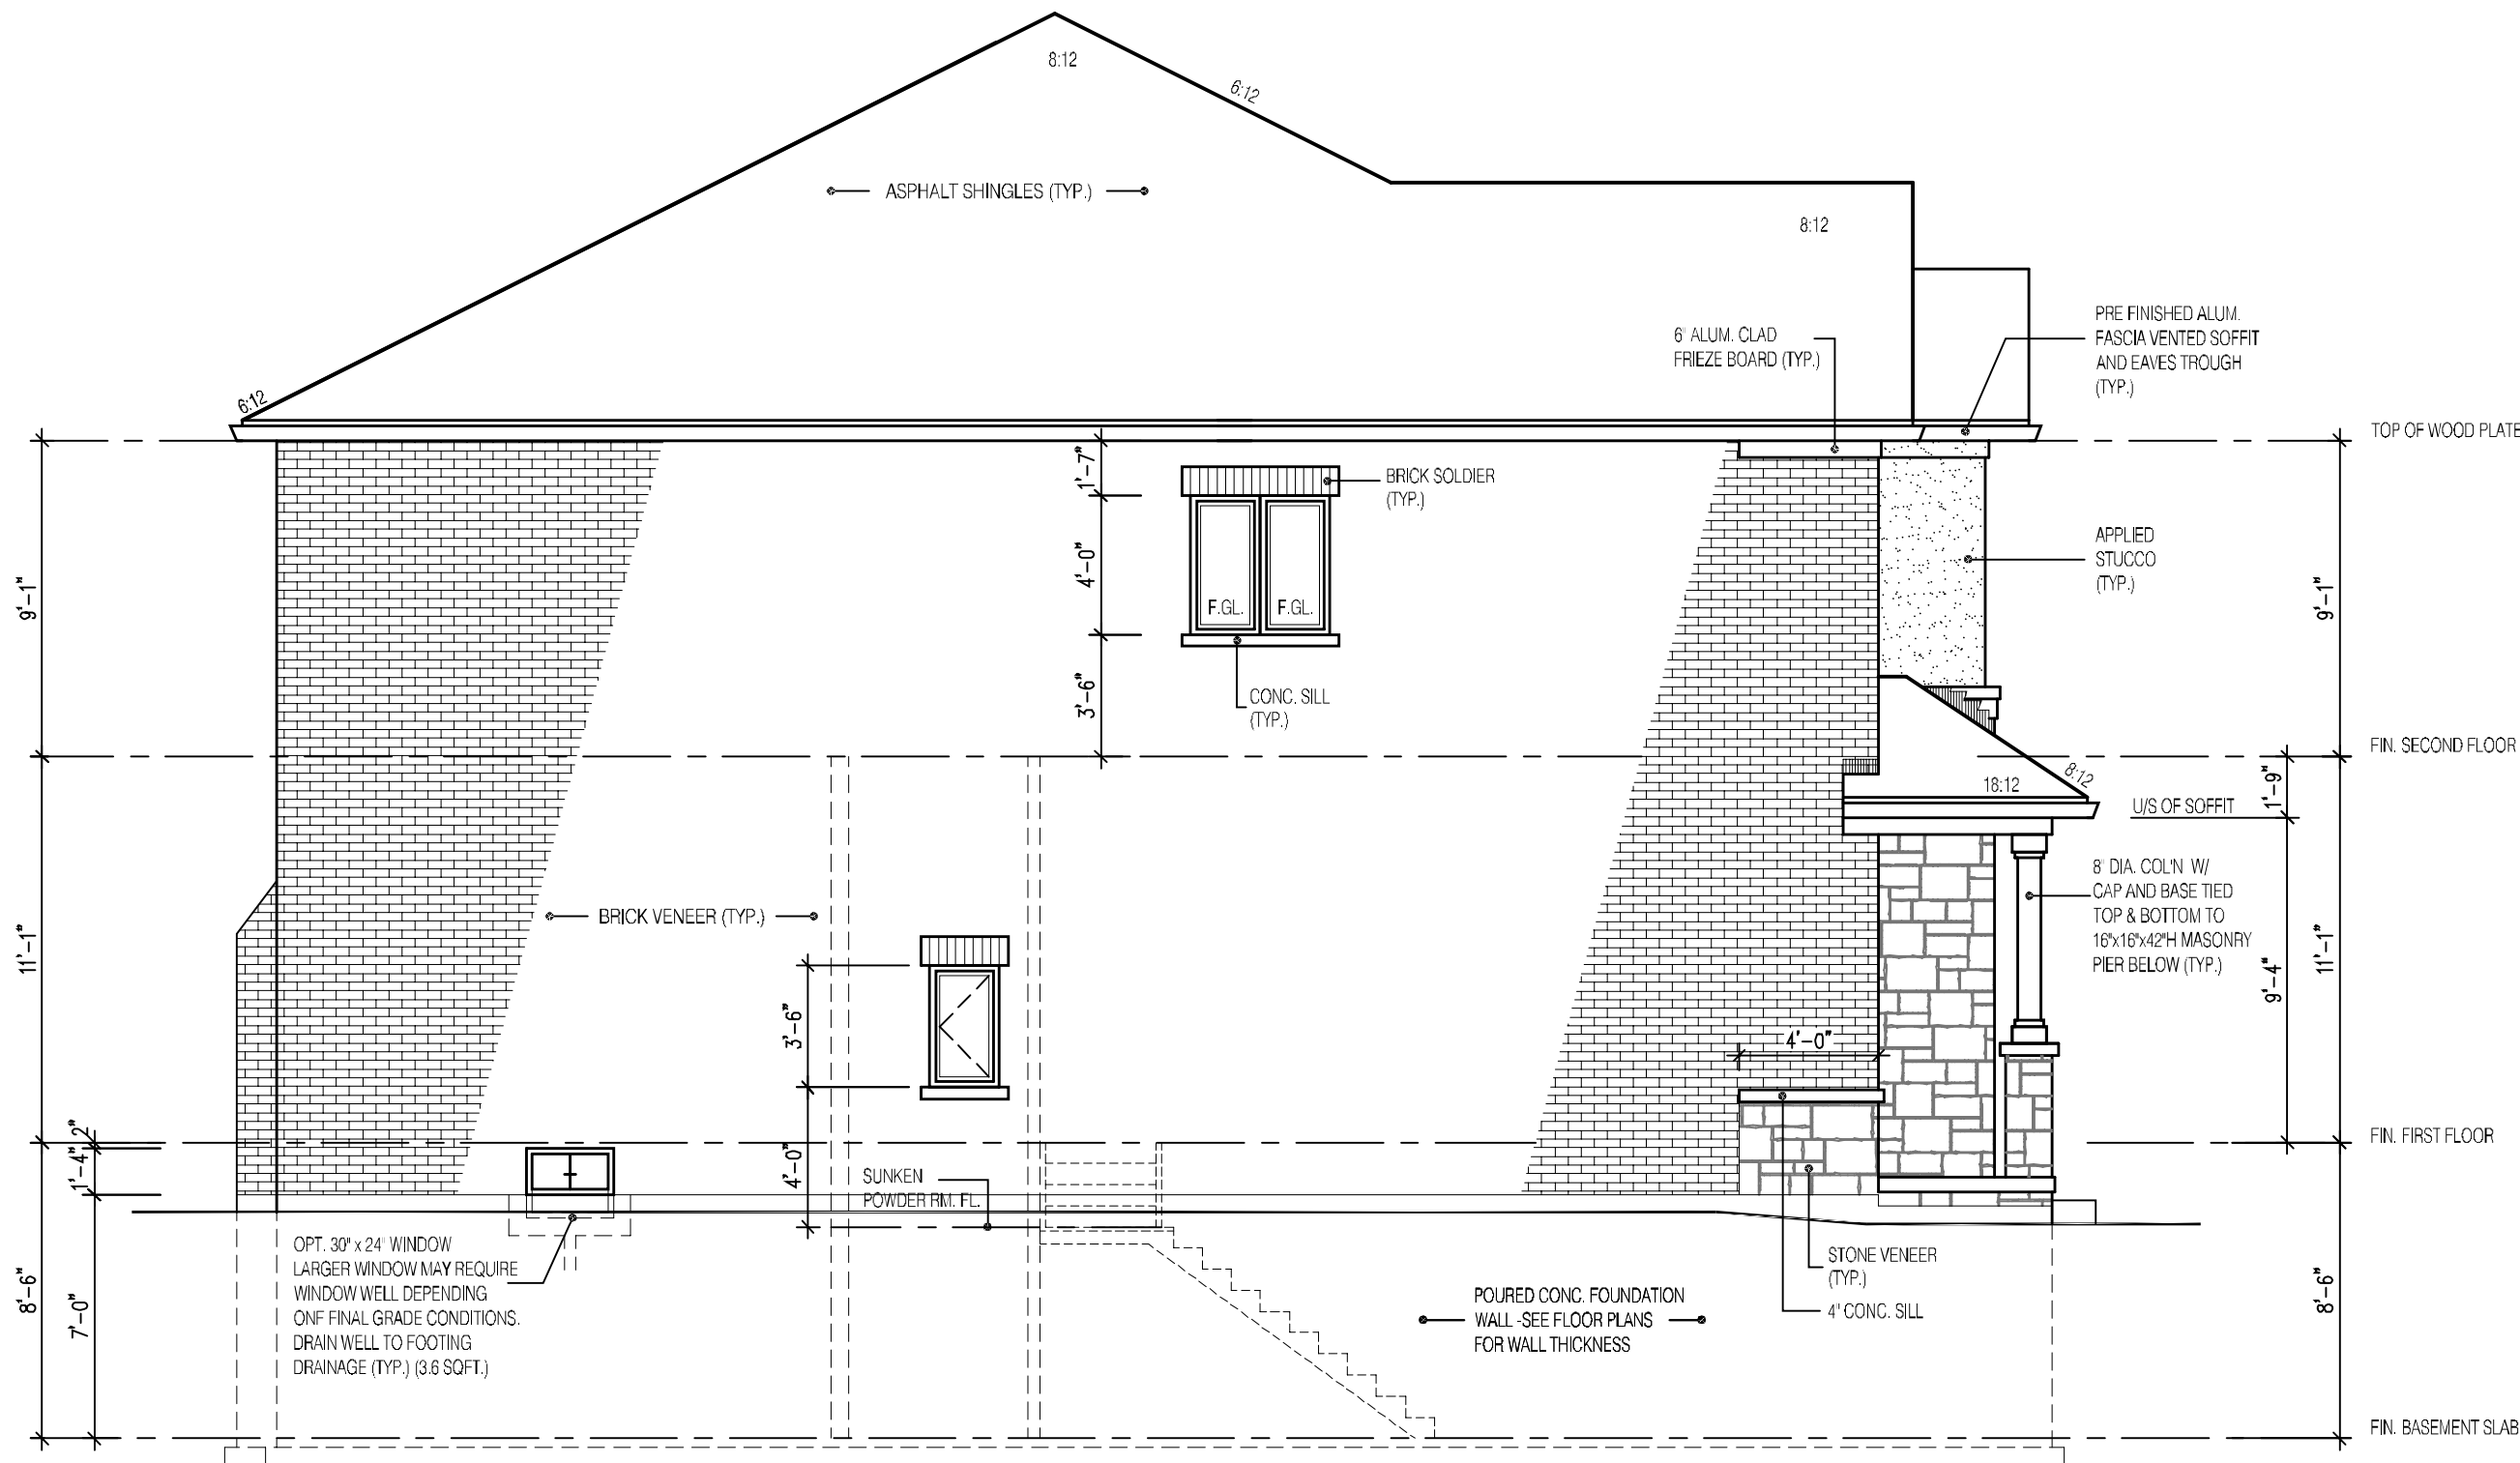 8:12
6:12
ASPHALT SHINGLES (TYP.)
8:12
6" ALUM. CLAD
FRIEZE BOARD (TYP.)
PRE FINISHED ALUM.
FASCIA VENTED SOFFIT
AND EAVES TROUGH
(TYP.)
6:12
TOP OF WOOD PLATE
1'-7"
BRICK SOLDIER
(TYP.)
9'-1"
4'-0"
F.GL.
F.GL.
APPLIED
STUCCO
(TYP.)
9'-1"
3'-6"
CONC. SILL
(TYP.)
FIN. SECOND FLOOR
18:12
8:12
1'-9"
U/S OF SOFFIT
11'-1"
BRICK VENEER (TYP.)
8" DIA. COL'N W/
CAP AND BASE TIED
TOP & BOTTOM TO
16"x16"x42"H MASONRY
PIER BELOW (TYP.)
9'-4"
11'-1"
3'-6"
4'-0"
2"
1'-4"
4'-0"
FIN. FIRST FLOOR
SUNKEN
POWDER RM. FL.
OPT. 30" x 24" WINDOW
LARGER WINDOW MAY REQUIRE
WINDOW WELL DEPENDING
ONF FINAL GRADE CONDITIONS.
DRAIN WELL TO FOOTING
DRAINAGE (TYP.) (3.6 SQFT.)
8'-6"
7'-0"
POURED CONC. FOUNDATION
WALL -SEE FLOOR PLANS
FOR WALL THICKNESS
STONE VENEER
(TYP.)
4" CONC. SILL
8'-6"
FIN. BASEMENT SLAB